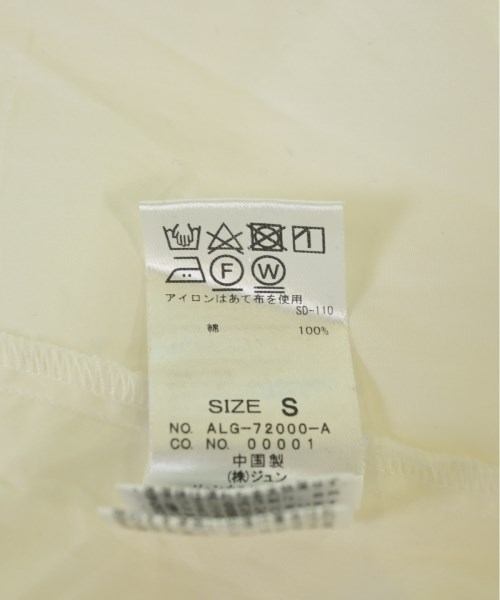 F W
アイロンはあて布を使用
SD-110
綿 100%
SIZE S
NO. ALG-72000-A
CO. NO. 00001
中国製
(株)ジュン